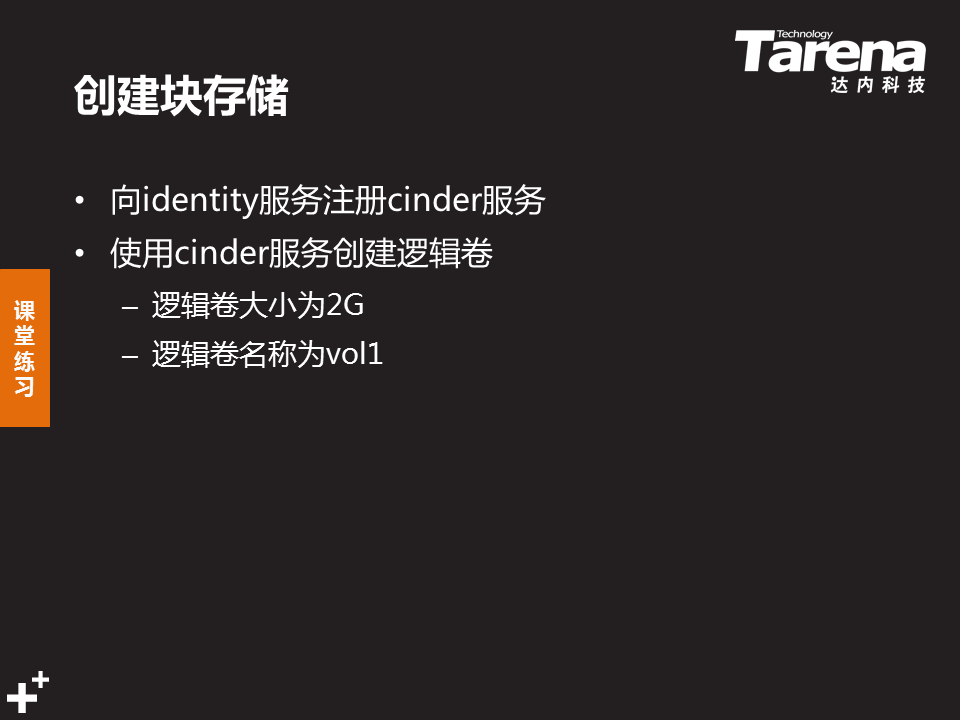 Technology
Tarena
达内科技
创建块存储
• 向identity服务注册cinder服务
• 使用cinder服务创建逻辑卷
– 逻辑卷大小为2G
– 逻辑卷名称为vol1
课
堂
练
习